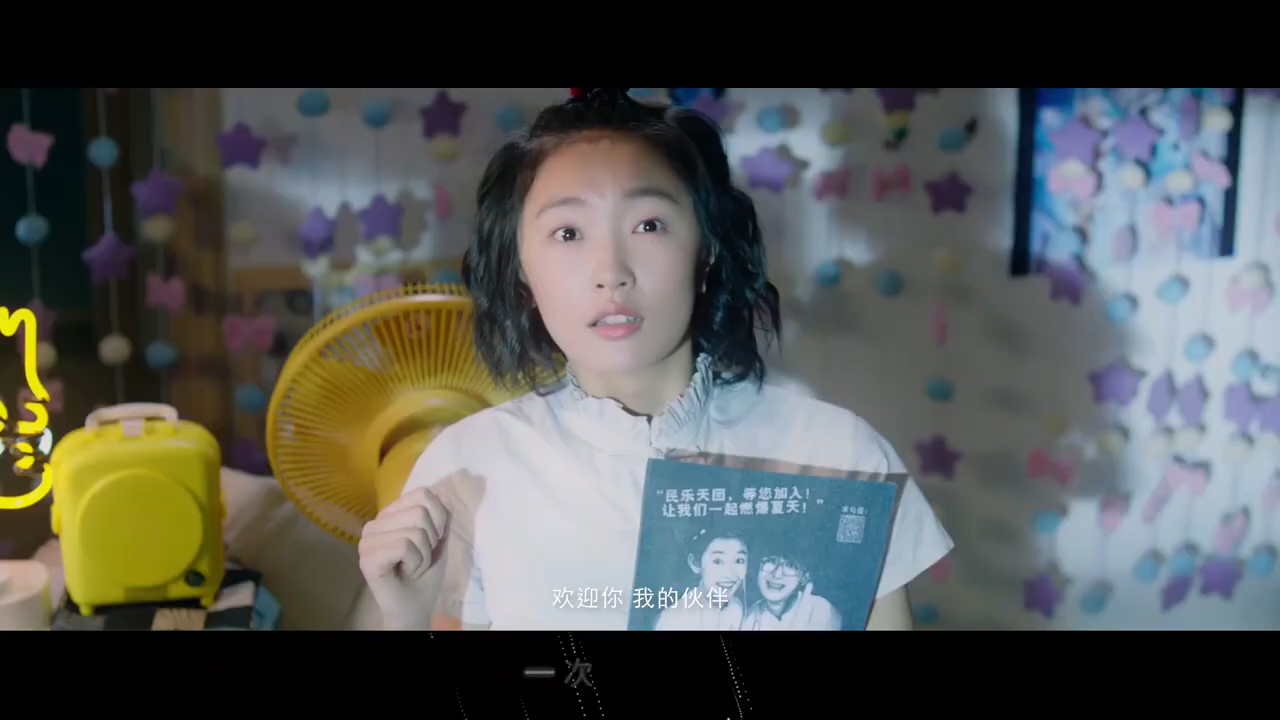 “民乐天团，等您加入！
让我们一起燃爆夏天！”
欢迎你 我的伙伴
一次